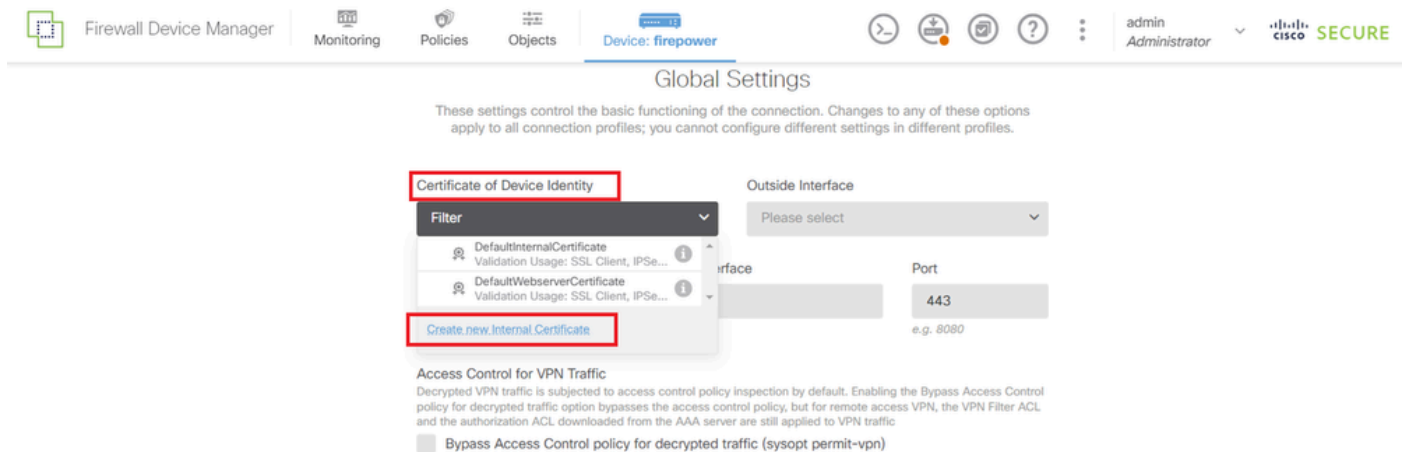 Firewall Device Manager
Monitoring
Policies
Objects
Device: firepower
admin
Administrator
cisco SECURE
Global Settings
These settings control the basic functioning of the connection. Changes to any of these options
apply to all connection profiles; you cannot configure different settings in different profiles.
Certificate of Device Identity
Outside Interface
Filter
Please select
DefaultInternalCertificate
Validation Usage: SSL Client, IPSe...
DefaultWebserverCertificate
Validation Usage: SSL Client, IPSe...
Create new Internal Certificate
erface
Port
443
e.g. 8080
Access Control for VPN Traffic
Decrypted VPN traffic is subjected to access control policy inspection by default. Enabling the Bypass Access Control
policy for decrypted traffic option bypasses the access control policy, but for remote access VPN, the VPN Filter ACL
and the authorization ACL downloaded from the AAA server are still applied to VPN traffic
Bypass Access Control policy for decrypted traffic (sysopt permit-vpn)